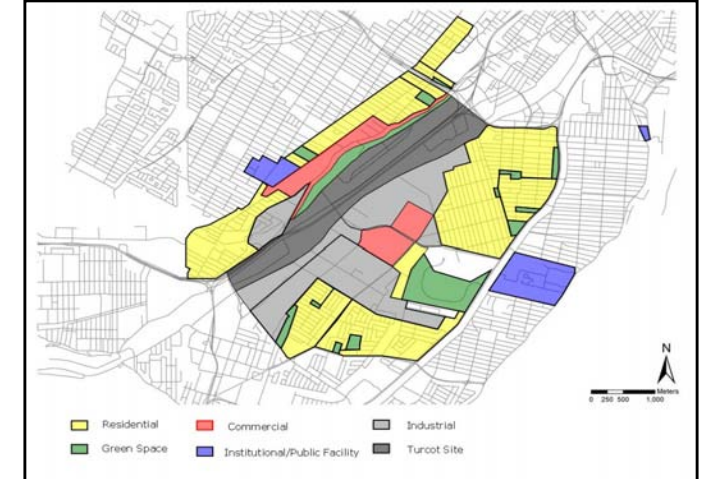 N
Meters
0 250 500 1,000
Residential Commercial Industrial
Green Space Institutional/Public Facility Turcot Site